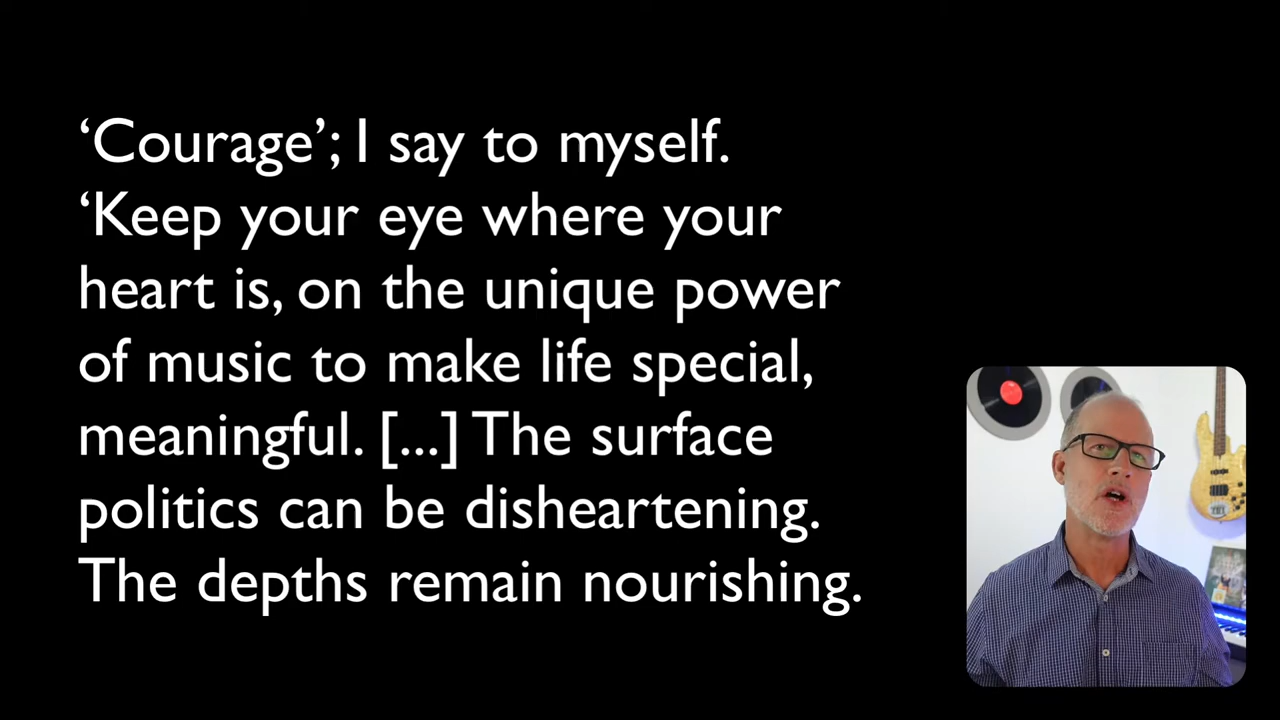 ‘Courage’; I say to myself.
‘Keep your eye where your
heart is, on the unique power
of music to make life special,
meaningful. [...] The surface
politics can be disheartening.
The depths remain nourishing.